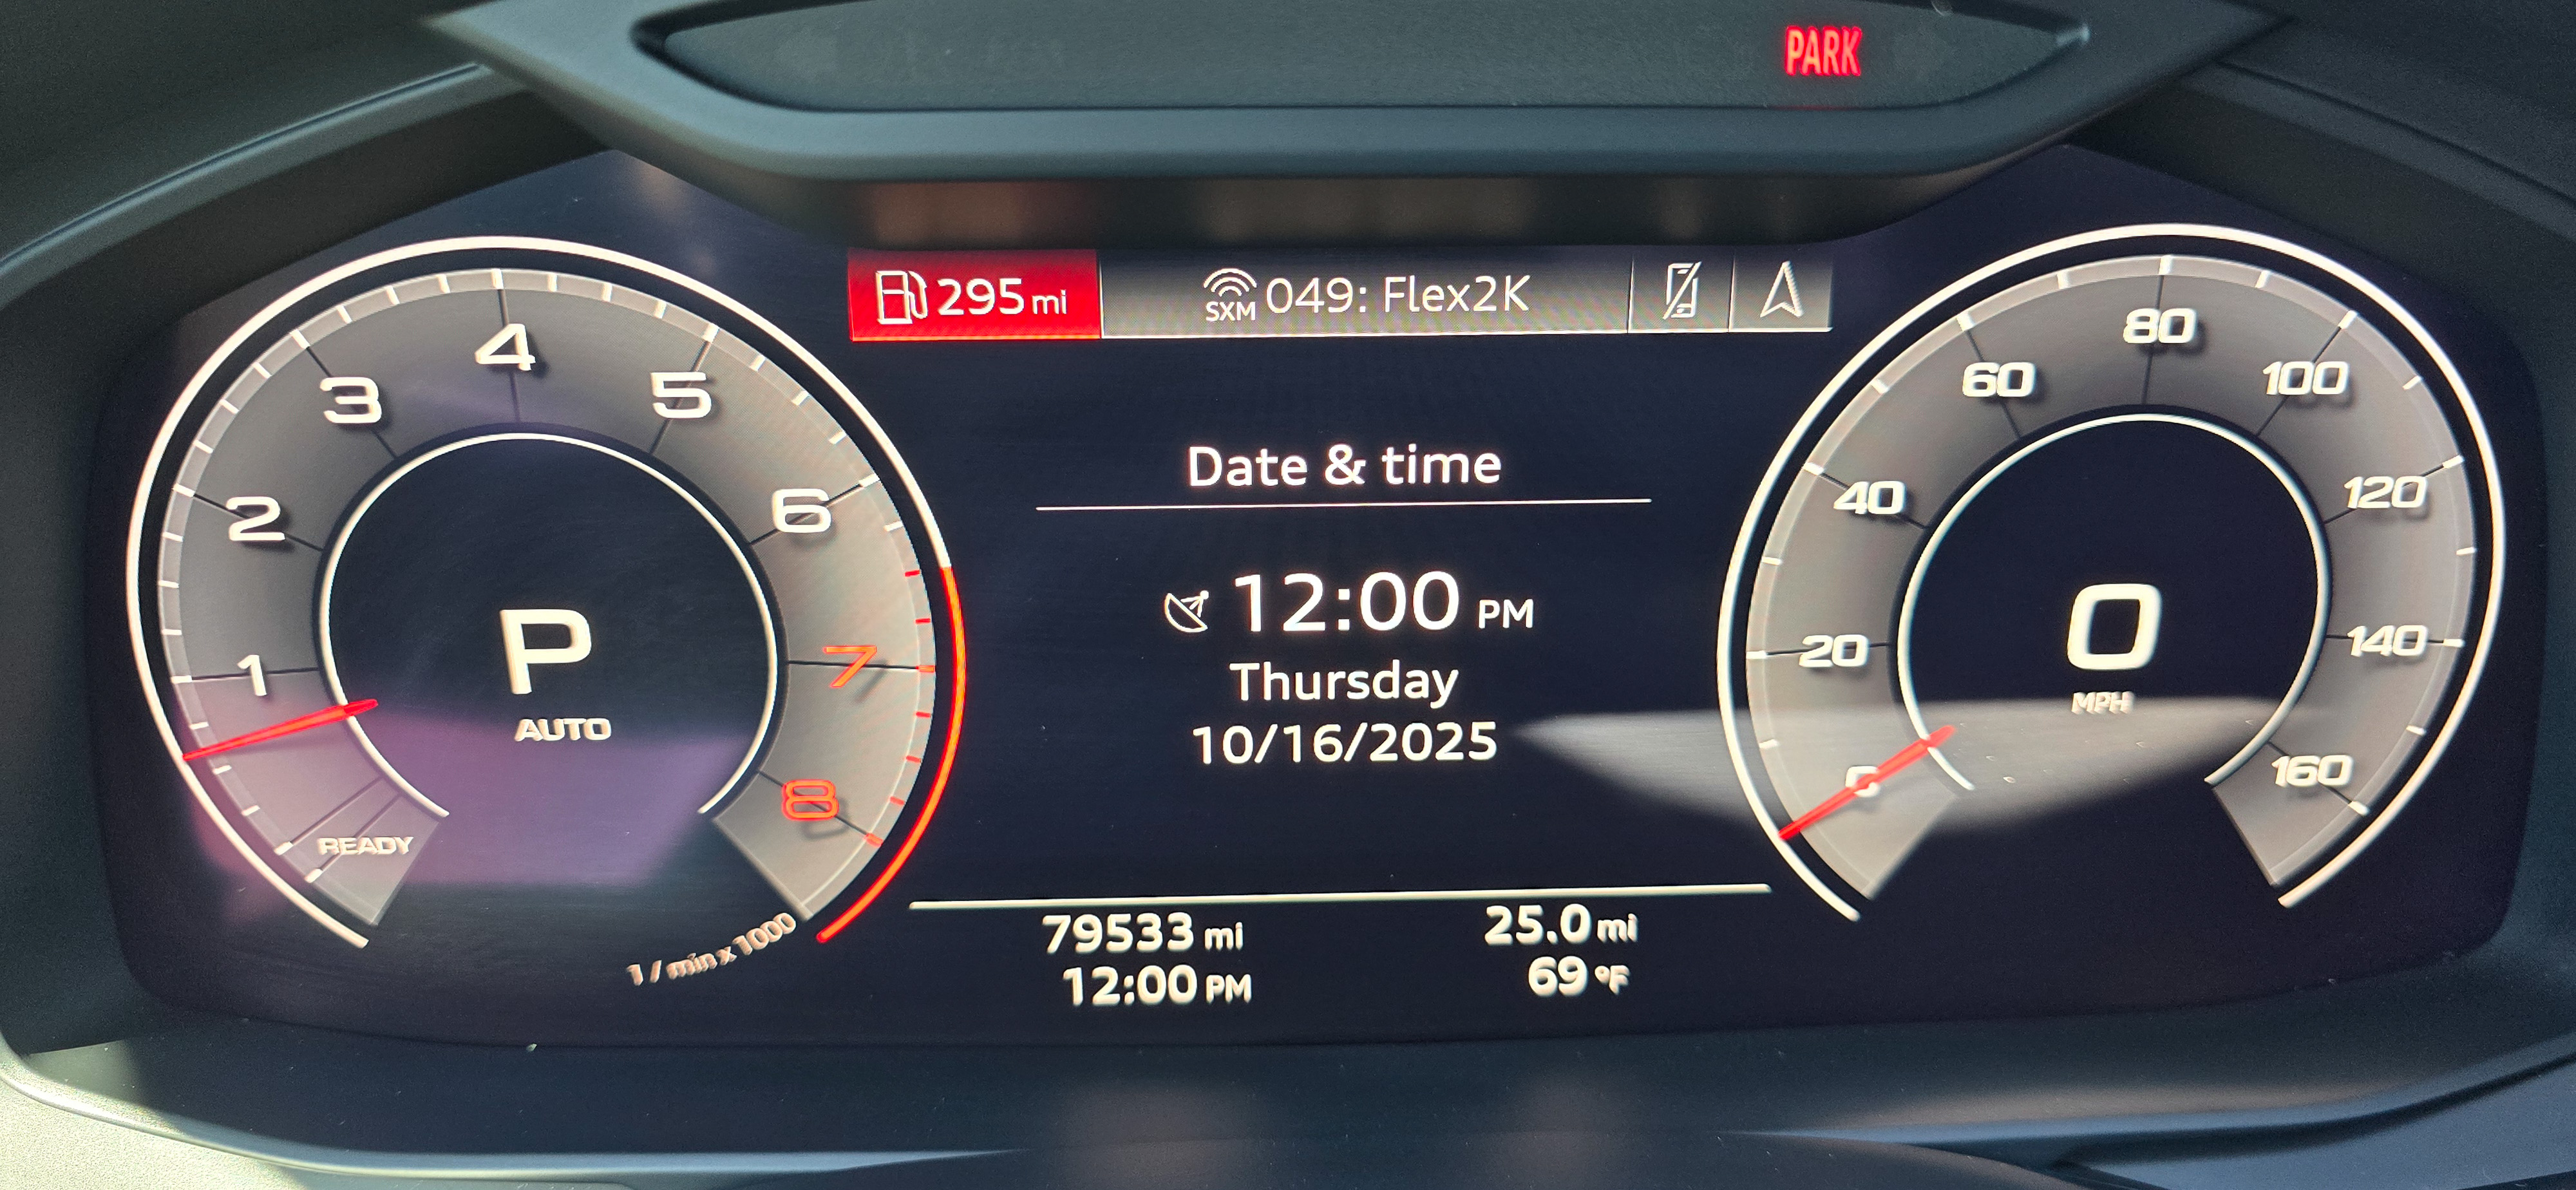 PARK
295 mi
SXM 049: Flex2K
1
2
3
4
5
6
7
8
READY
P
AUTO
1 / min x 1000
Date & time
12:00 PM
Thursday
10/16/2025
79533 mi
12:00 PM
25.0 mi
69 °F
0
20
40
60
80
100
120
140
160
0
MPH